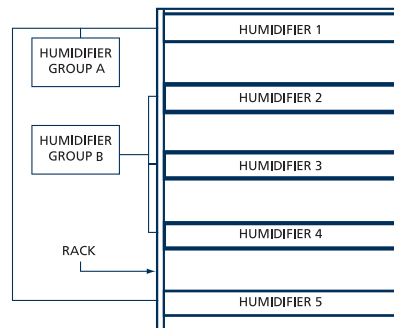 HUMIDIFIER 1
HUMIDIFIER
GROUP A
HUMIDIFIER 2
HUMIDIFIER
GROUP B
HUMIDIFIER 3
HUMIDIFIER 4
RACK
HUMIDIFIER 5